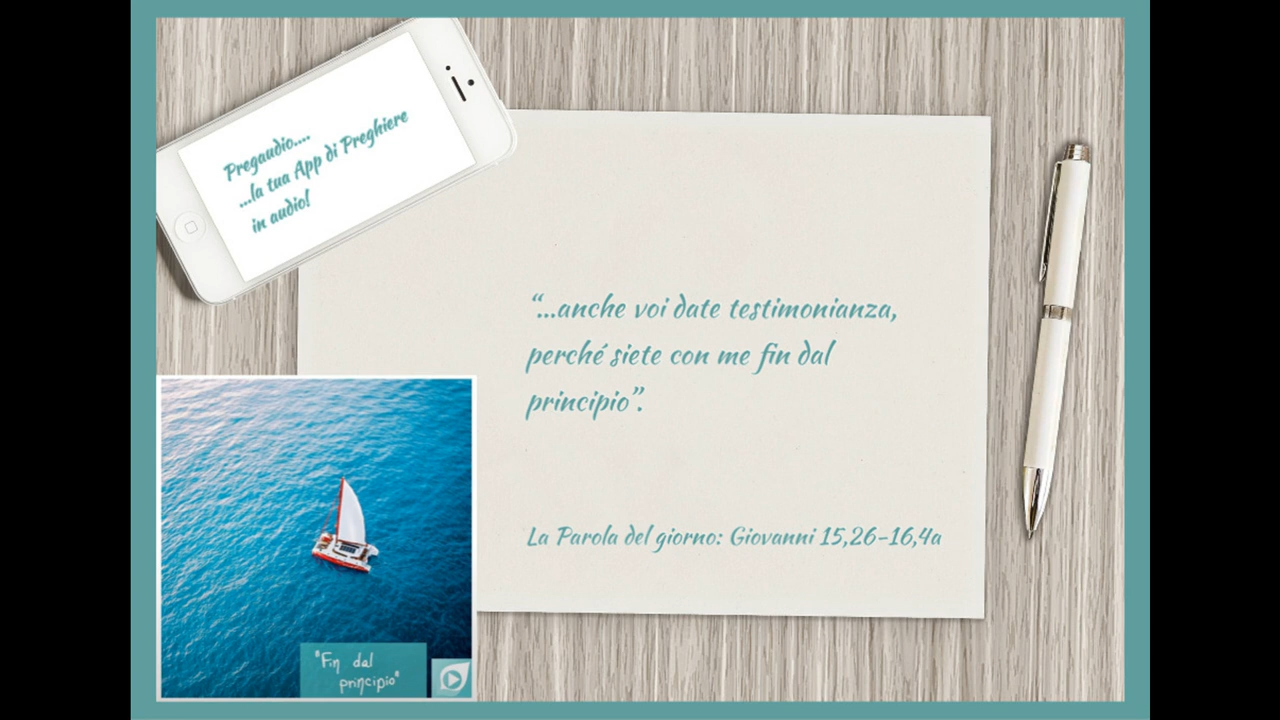 Pregaudio....
...la tua App di Preghiere
in audio!
“...anche voi date testimonianza,
perché siete con me fin dal
principio”.
La Parola del giorno: Giovanni 15,26-16,4a
"Fin dal
principio"